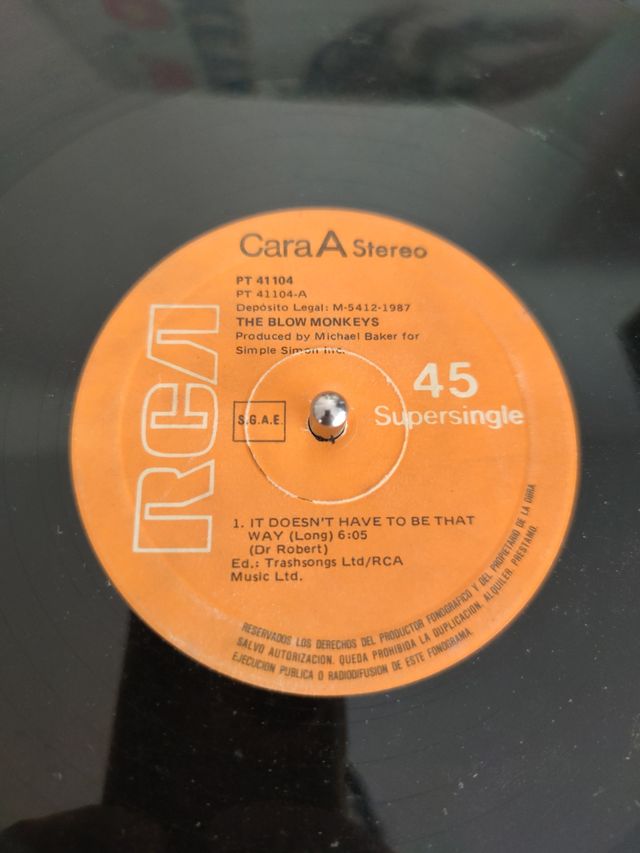 Cara A Stereo
PT 41104
PT 41104-A
Depósito Legal: M-5412-1987
THE BLOW MONKEYS
Produced by Michael Baker for
Simple Simon Inc.
RCA
45
Supersingle
S.G.A.E.
1. IT DOESN'T HAVE TO BE THAT
WAY (Long) 6:05
(Dr Robert)
Ed.: Trashsongs Ltd/RCA
Music Ltd.
RESERVADOS LOS DERECHOS DEL PRODUCTOR FONOGRAFICO Y DEL PROPIETARIO DE LA OBRA
SALVO AUTORIZACION. QUEDA PROHIBIDA LA DUPLICACION. ALQUILER. PRESTAMO.
EJECUCION PUBLICA O RADIODIFUSION DE ESTE FONOGRAMA.